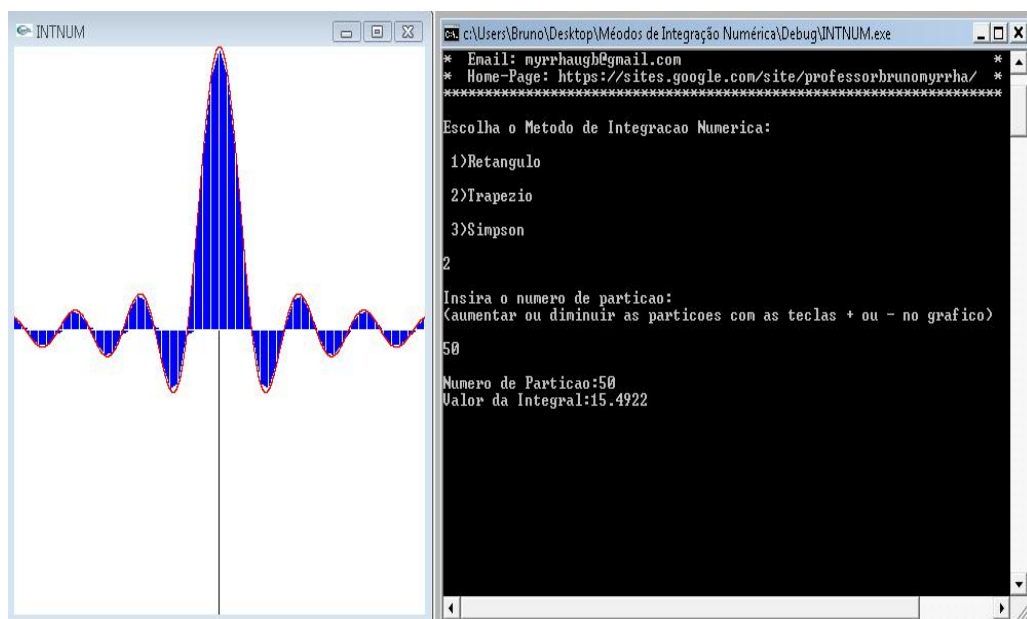 INTNUM
c:\Users\Bruno\Desktop\Méodos de Integração Numérica\Debug\INTNUM.exe
* Email: myrrhaugb@gmail.com *
* Home-Page: https://sites.google.com/site/professorbrunomyrrha/ *
*********************************************************************
Escolha o Metodo de Integracao Numerica:
1)Retangulo
2)Trapezio
3)Simpson
2
Insira o numero de particao:
(aumentar ou diminuir as particoes com as teclas + ou - no grafico)
50
Numero de Particao:50
Valor da Integral:15.4922